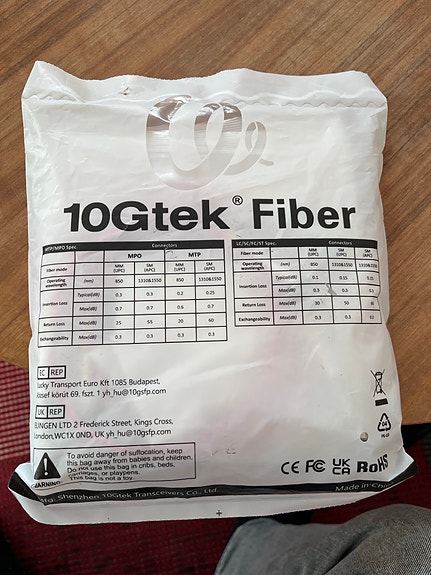 10Gtek® Fiber
MTP/MPO Spec. Connectors
MPO MTP
Fiber mode MM (UPC) SM (APC) MM (UPC) SM (APC)
Operating wavelength (nm) 850 1310&1550 850 1310&1550
Insertion Loss Typical(dB) 0.3 0.3 0.2 0.25
Max(dB) 0.7 0.7 0.6 0.7
Return Loss Max(dB) 25 55 20 60
Exchangeability Max(dB) 0.3 0.3 0.3 0.3
LC/SC/FC/ST Spec. Connectors
Fiber mode MM (UPC) SM (UPC) SM (APC)
Operating wavelength (nm) 850 1310&1550 1310&1550
Insertion Loss Typical(dB) 0.1 0.15 0.15
Max(dB) 0.3 0.3 0.3
Return Loss Max(dB) 30 50
Exchangeability Max(dB) 0.3 0.3
EC REP
Lucky Transport Euro Kft 1085 Budapest,
József körút 69. fszt. 1 yh_hu@10gsfp.com
UK REP
BLINGEN LTD 2 Frederick Street, Kings Cross,
London,WC1X 0ND, UK yh_hu@10gsfp.com
WARNING
To avoid danger of suffocation, keep
this bag away from babies and children.
Do not use this bag in cribs, beds,
carriages, or playpens.
This bag is not a toy.
04
CE FC UK CA RoHS
Mfd. Shenzhen 10Gtek Transceivers Co., Ltd.
Made in China